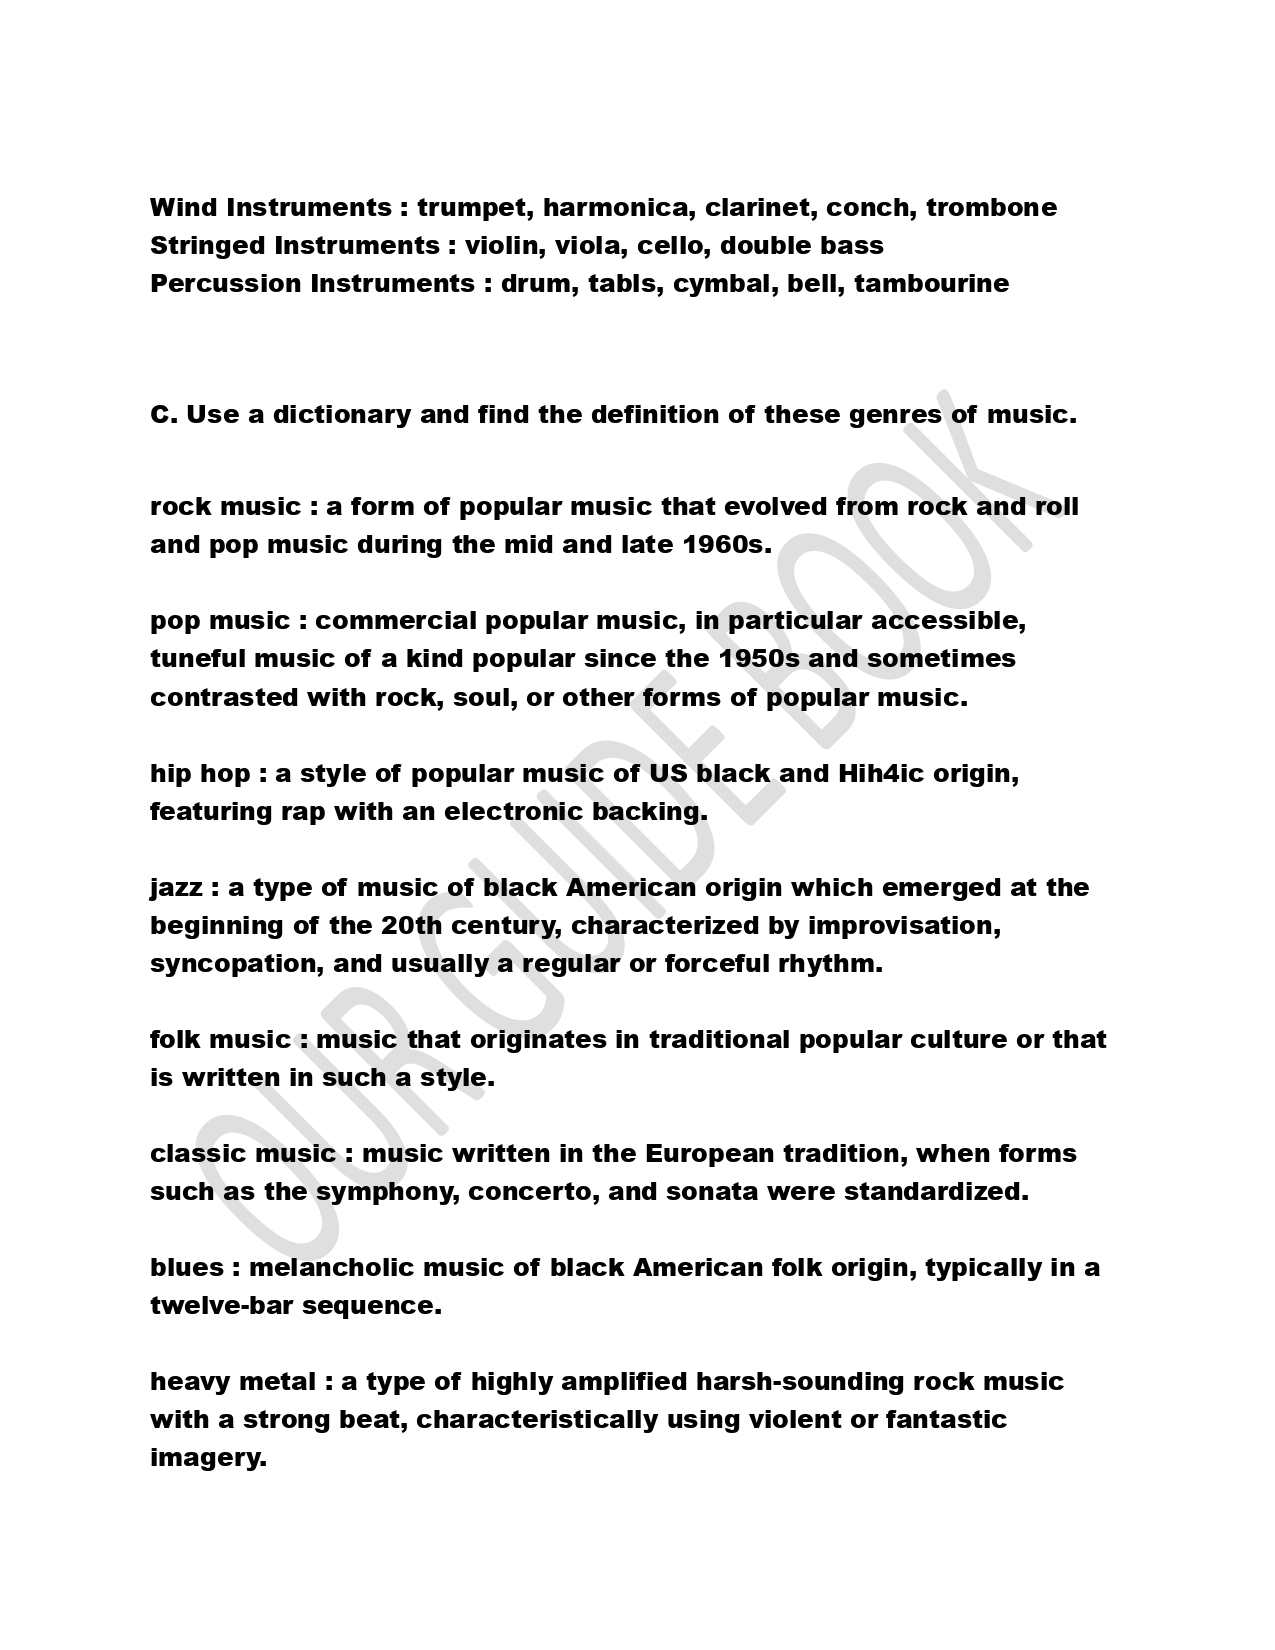 Wind Instruments : trumpet, harmonica, clarinet, conch, trombone
Stringed Instruments : violin, viola, cello, double bass
Percussion Instruments : drum, tabls, cymbal, bell, tambourine
C. Use a dictionary and find the definition of these genres of music.
rock music : a form of popular music that evolved from rock and roll
and pop music during the mid and late 1960s.
pop music : commercial popular music, in particular accessible,
tuneful music of a kind popular since the 1950s and sometimes
contrasted with rock, soul, or other forms of popular music.
hip hop : a style of popular music of US black and Hih4ic origin,
featuring rap with an electronic backing.
jazz : a type of music of black American origin which emerged at the
beginning of the 20th century, characterized by improvisation,
syncopation, and usually a regular or forceful rhythm.
folk music : music that originates in traditional popular culture or that
is written in such a style.
classic music : music written in the European tradition, when forms
such as the symphony, concerto, and sonata were standardized.
blues : melancholic music of black American folk origin, typically in a
twelve-bar sequence.
heavy metal : a type of highly amplified harsh-sounding rock music
with a strong beat, characteristically using violent or fantastic
imagery.
OUR GUIDE BOOK